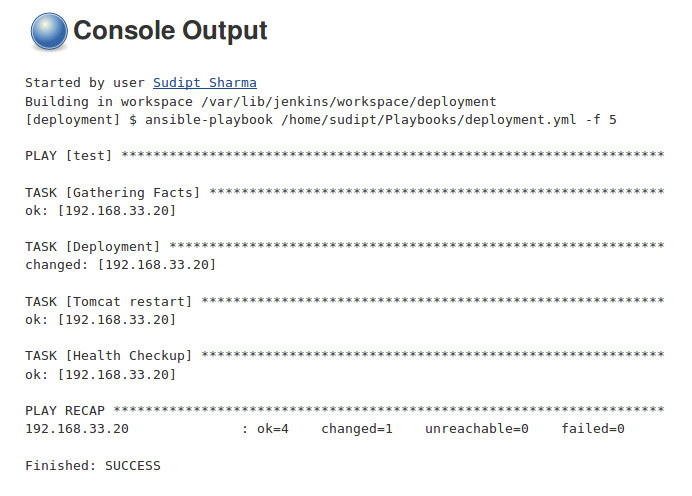 Console Output
Started by user Sudipt Sharma
Building in workspace /var/lib/jenkins/workspace/deployment
[deployment] $ ansible-playbook /home/sudipt/Playbooks/deployment.yml -f 5
PLAY [test] ********************************************************************
TASK [Gathering Facts] *********************************************************
ok: [192.168.33.20]
TASK [Deployment] **************************************************************
changed: [192.168.33.20]
TASK [Tomcat restart] **********************************************************
ok: [192.168.33.20]
TASK [Health Checkup] **********************************************************
ok: [192.168.33.20]
PLAY RECAP *********************************************************************
192.168.33.20              : ok=4    changed=1    unreachable=0    failed=0
Finished: SUCCESS